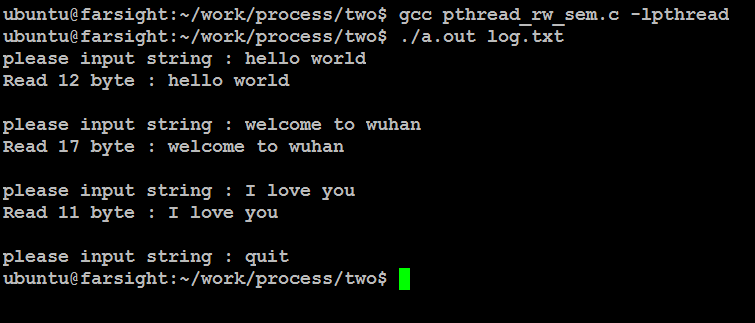 ubuntu@farsight:~/work/process/two$ gcc pthread_rw_sem.c -lpthread
ubuntu@farsight:~/work/process/two$ ./a.out log.txt
please input string : hello world
Read 12 byte : hello world
please input string : welcome to wuhan
Read 17 byte : welcome to wuhan
please input string : I love you
Read 11 byte : I love you
please input string : quit
ubuntu@farsight:~/work/process/two$